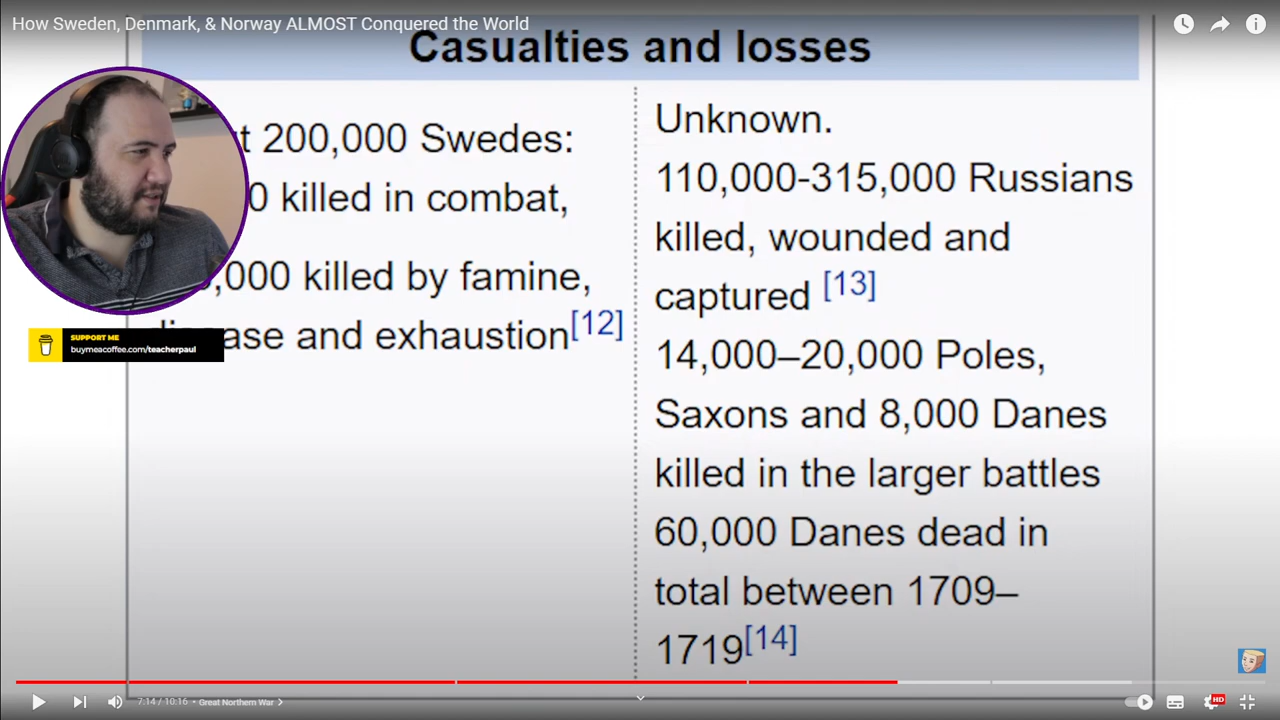 How Sweden, Denmark, & Norway ALMOST Conquered the World
Casualties and losses
200,000 Swedes:
killed in combat,
killed by famine,
and exhaustion[12]
Unknown.
110,000-315,000 Russians
killed, wounded and
captured [13]
14,000–20,000 Poles,
Saxons and 8,000 Danes
killed in the larger battles
60,000 Danes dead in
total between 1709–
1719[14]
SUPPORT ME
buymeacoffee.com/teacherpaul
7:14 / 10:16 • Great Northern War
HD